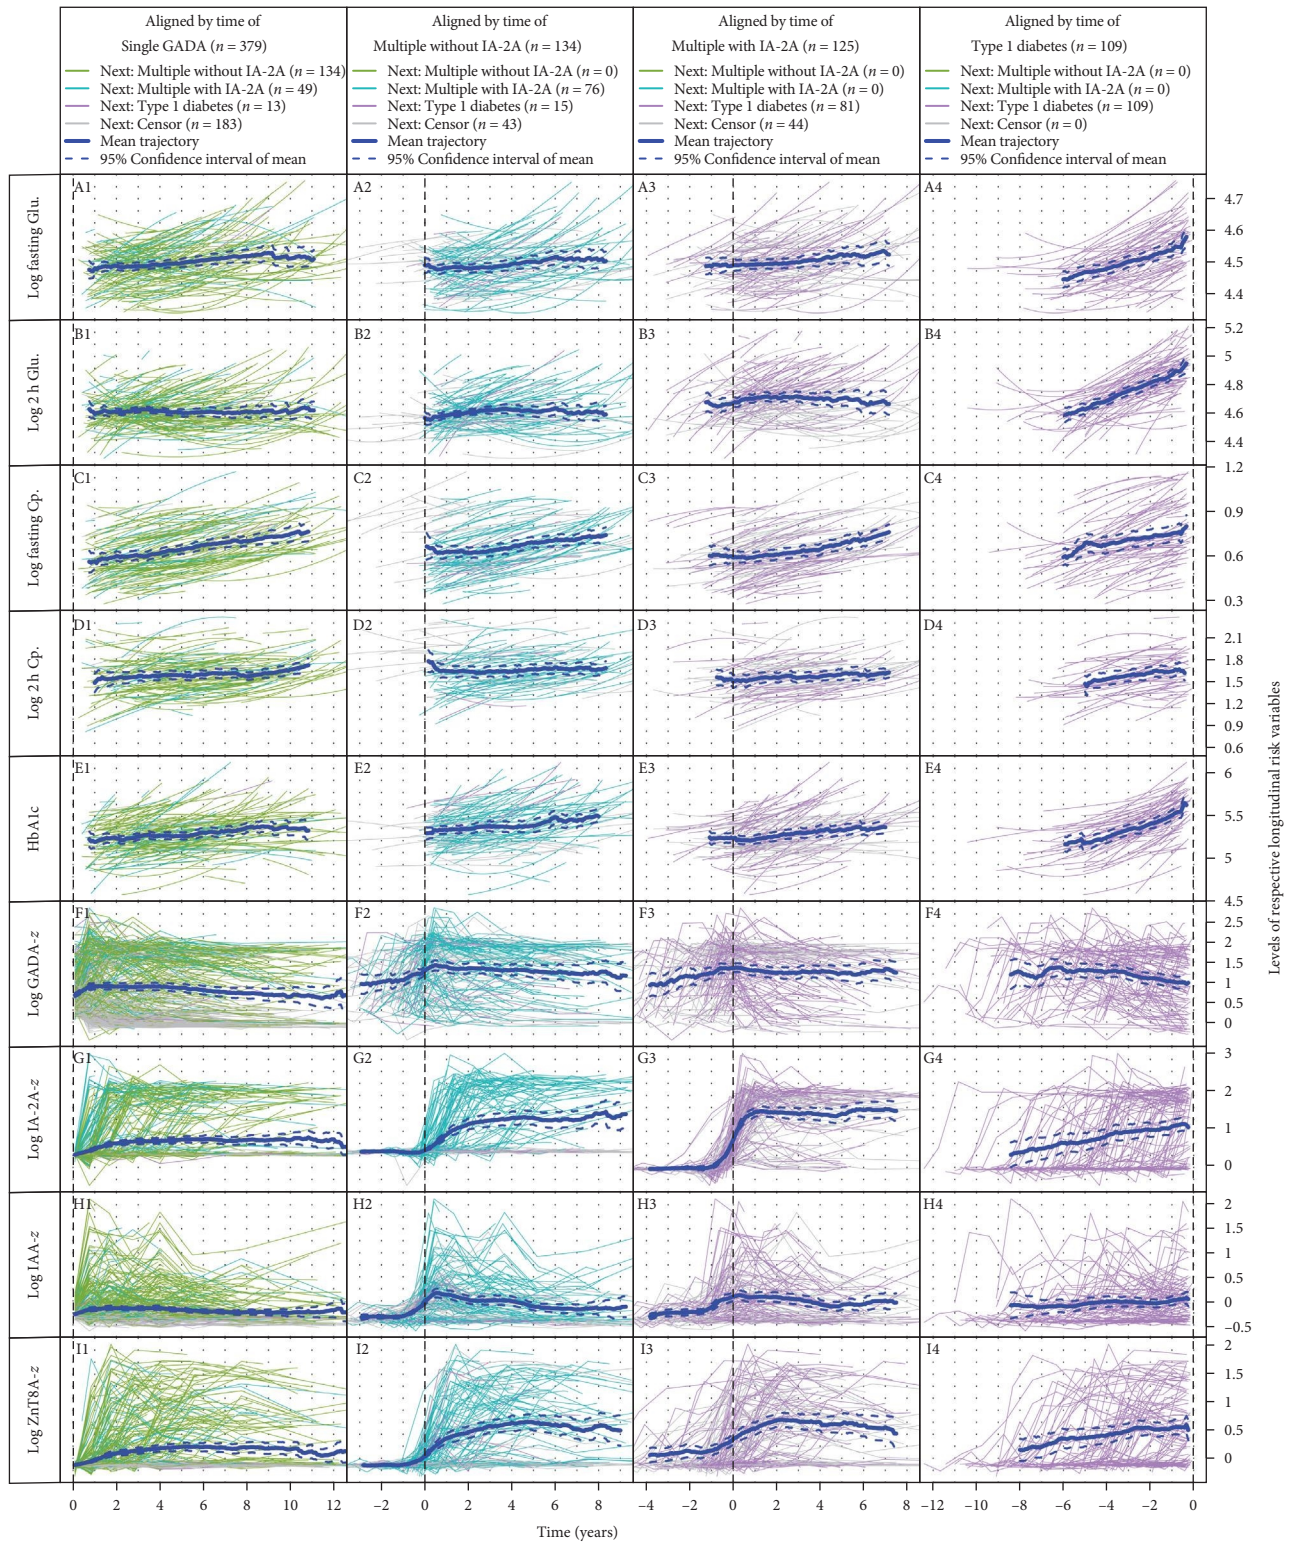 Aligned by time of
Single GADA (n = 379)
Next: Multiple without IA-2A (n = 134)
Next: Multiple with IA-2A (n = 49)
Next: Type 1 diabetes (n = 13)
Next: Censor (n = 183)
Mean trajectory
95% Confidence interval of mean
Aligned by time of
Multiple without IA-2A (n = 134)
Next: Multiple without IA-2A (n = 0)
Next: Multiple with IA-2A (n = 76)
Next: Type 1 diabetes (n = 15)
Next: Censor (n = 43)
Mean trajectory
95% Confidence interval of mean
Aligned by time of
Multiple with IA-2A (n = 125)
Next: Multiple without IA-2A (n = 0)
Next: Multiple with IA-2A (n = 0)
Next: Type 1 diabetes (n = 81)
Next: Censor (n = 44)
Mean trajectory
95% Confidence interval of mean
Aligned by time of
Type 1 diabetes (n = 109)
Next: Multiple without IA-2A (n = 0)
Next: Multiple with IA-2A (n = 0)
Next: Type 1 diabetes (n = 109)
Next: Censor (n = 0)
Mean trajectory
95% Confidence interval of mean
Log fasting Glu.
A1 A2 A3 A4
4.7
4.6
4.5
4.4
Log 2 h Glu.
B1 B2 B3 B4
5.2
5
4.8
4.6
4.4
Log fasting Cp.
C1 C2 C3 C4
1.2
0.9
0.6
0.3
Log 2 h Cp.
D1 D2 D3 D4
2.1
1.8
1.5
1.2
0.9
0.6
HbA1c
E1 E2 E3 E4
6
5.5
5
4.5
Log GADA-z
F1 F2 F3 F4
2.5
2
1.5
1
0.5
0
Log IA-2A-z
G1 G2 G3 G4
3
2
1
0
Log IAA-z
H1 H2 H3 H4
2
1.5
1
0.5
0
−0.5
Log ZnT8A-z
I1 I2 I3 I4
2
1.5
1
0.5
0
0 2 4 6 8 10 12 −2 0 2 4 6 8 −4 −2 0 2 4 6 8 −12 −10 −8 −6 −4 −2 0
Time (years)
Levels of respective longitudinal risk variables